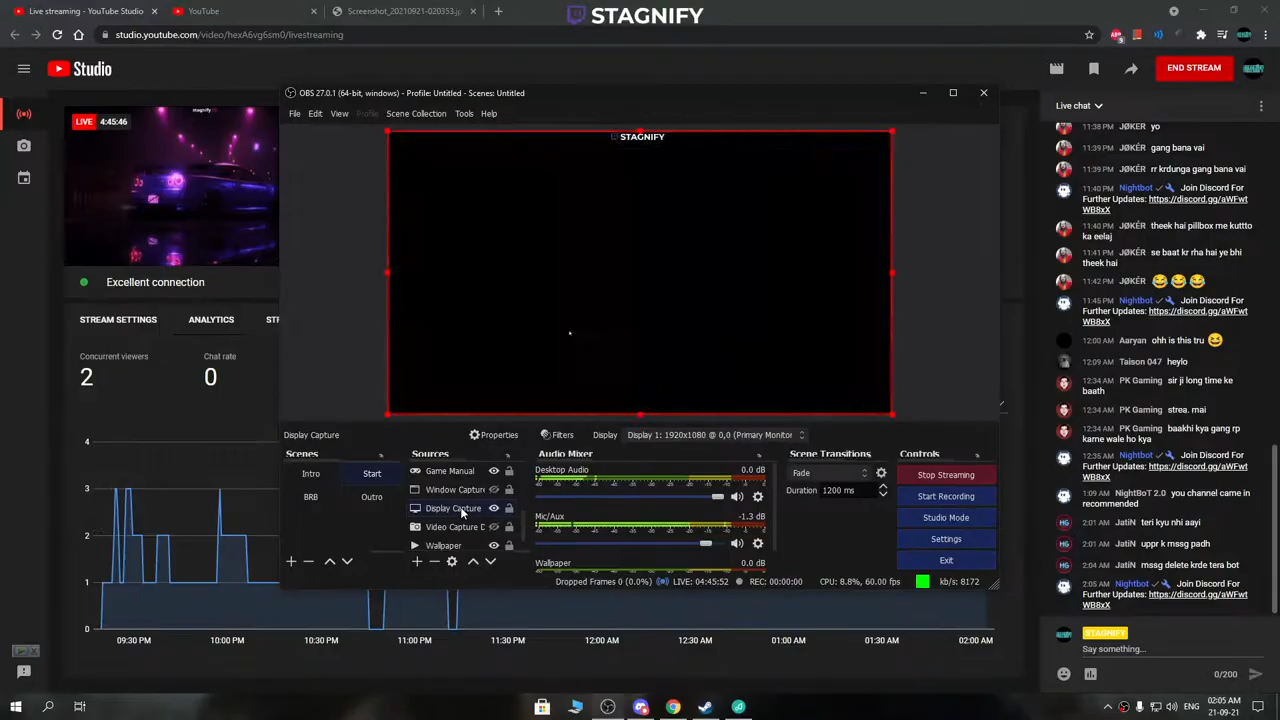 Live streaming - YouTube Studio
YouTube
Screenshot_20210921-020353.jp
STAGNIFY
studio.youtube.com/video/hexA6vg6sm0/livestreaming
Studio
END STREAM
LIVE 4:45:46
stagnify
Excellent connection
STREAM SETTINGS
ANALYTICS
Concurrent viewers
2
Chat rate
0
4
3
2
1
0
09:30 PM
10:00 PM
10:30 PM
11:00 PM
11:30 PM
12:00 AM
12:30 AM
01:00 AM
01:30 AM
02:00 AM
OBS 27.0.1 (64-bit, windows) - Profile: Untitled - Scenes: Untitled
File Edit View Profile Scene Collection Tools Help
STAGNIFY
Display Capture
Properties
Filters
Display
Display 1: 1920x1080 @ 0,0 (Primary Monitor
Scenes
Intro
Start
BRB
Outro
Sources
Game Manual
Window Capture
Display Capture
Video Capture D
Wallpaper
Audio Mixer
Desktop Audio 0.0 dB
Mic/Aux -1.3 dB
Wallpaper 0.0 dB
Scene Transitions
Fade
Duration 1200 ms
Controls
Stop Streaming
Start Recording
Studio Mode
Settings
Exit
Dropped Frames 0 (0.0%) LIVE: 04:45:52 REC: 00:00:00 CPU: 8.8%, 60.00 fps kb/s: 8172
Live chat
11:38 PM JØKÉR yo
11:39 PM JØKÉR gang bana vai
11:39 PM JØKÉR rr krdunga gang bana vai
11:40 PM Nightbot Join Discord For
Further Updates: https://discord.gg/aWFwt
WB8xX
11:40 PM JØKÉR theek hai pillbox me kuttto
ka eelaj
11:41 PM JØKÉR se baat kr rha hai ye bhi
theek hai
11:42 PM JØKÉR 😂😂😂
11:45 PM Nightbot Join Discord For
Further Updates: https://discord.gg/aWFwt
WB8xX
12:00 AM Aaryan ohh is this tru 😆
12:09 AM Taison 047 heylo
12:34 AM PK Gaming sir ji long time ke
baath
12:34 AM PK Gaming strea. mai
12:34 AM PK Gaming baakhi kya gang rp
karne wale ho kya
12:35 AM Nightbot Join Discord For
Further Updates: https://discord.gg/aWFwt
WB8xX
1:09 AM NightBoT 2.0 you channel came in
recommended
2:03 AM JatiN teri kyu nhi aayi
2:04 AM JatiN uppr k mssg padh
2:04 AM JatiN mssg delete krde tera bot
2:05 AM Nightbot Join Discord For
Further Updates: https://discord.gg/aWFwt
WB8xX
STAGNIFY
Say something...
0/200
ENG
02:05 AM
21-09-21